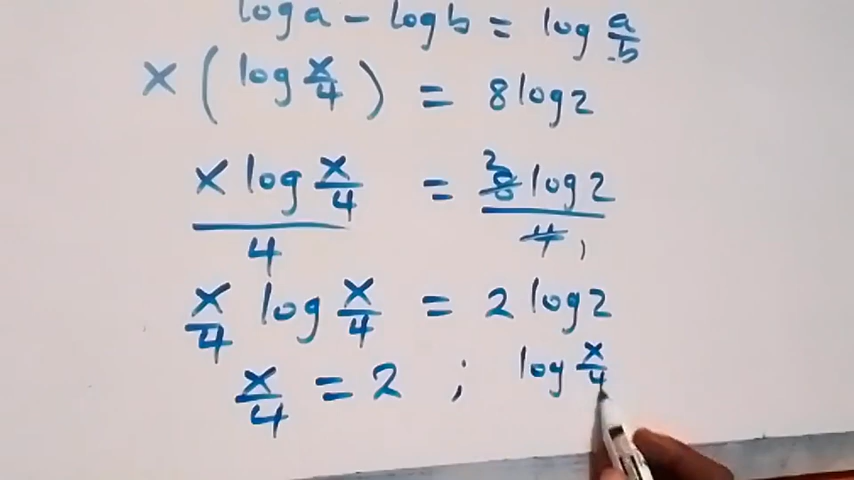 log a - log b = log a/b
x ( log x/4 ) = 8 log 2
x log x/4 / 4 = 8 2 log 2 / 4 1
x/4 log x/4 = 2 log 2
x/4 = 2 ; log x/4